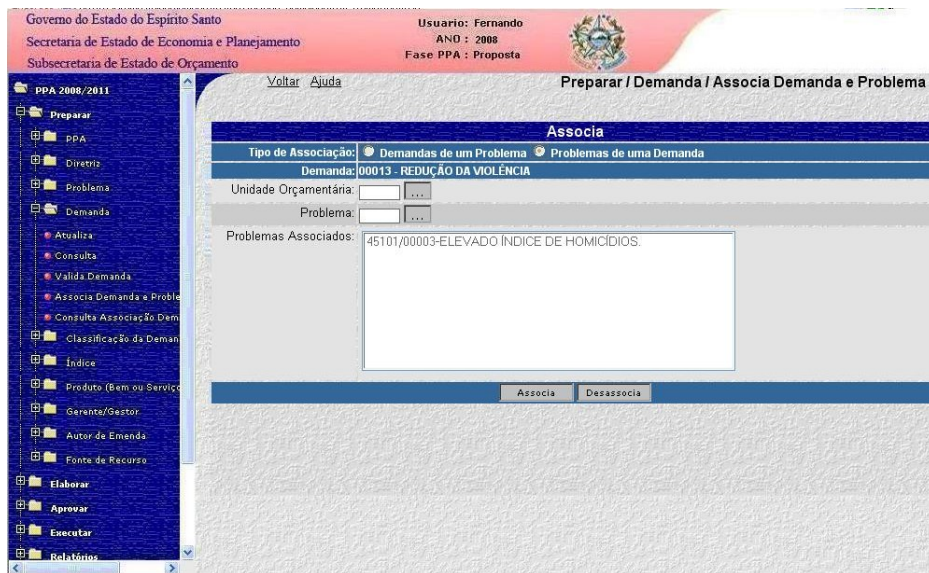 Governo do Estado do Espírito Santo
Secretaria de Estado de Economia e Planejamento
Subsecretaria de Estado de Orçamento
Usuario: Fernando
ANO : 2008
Fase PPA : Proposta
Voltar Ajuda
Preparar / Demanda / Associa Demanda e Problema
PPA 2008/2011
Preparar
PPA
Diretriz
Problema
Demanda
Atualiza
Consulta
Valida Demanda
Associa Demanda e Proble
Consulta Associação Dem
Classificação da Deman
Índice
Produto (Bem ou Serviço
Gerente/Gestor
Autor de Emenda
Fonte de Recurso
Elaborar
Aprovar
Executar
Relatórios
Associa
Tipo de Associação: Demandas de um Problema Problemas de uma Demanda
Demanda: 00013 - REDUÇÃO DA VIOLÊNCIA
Unidade Orçamentária: ...
Problema: ...
Problemas Associados: 45101/00003-ELEVADO ÍNDICE DE HOMICÍDIOS.
Associa Desassocia